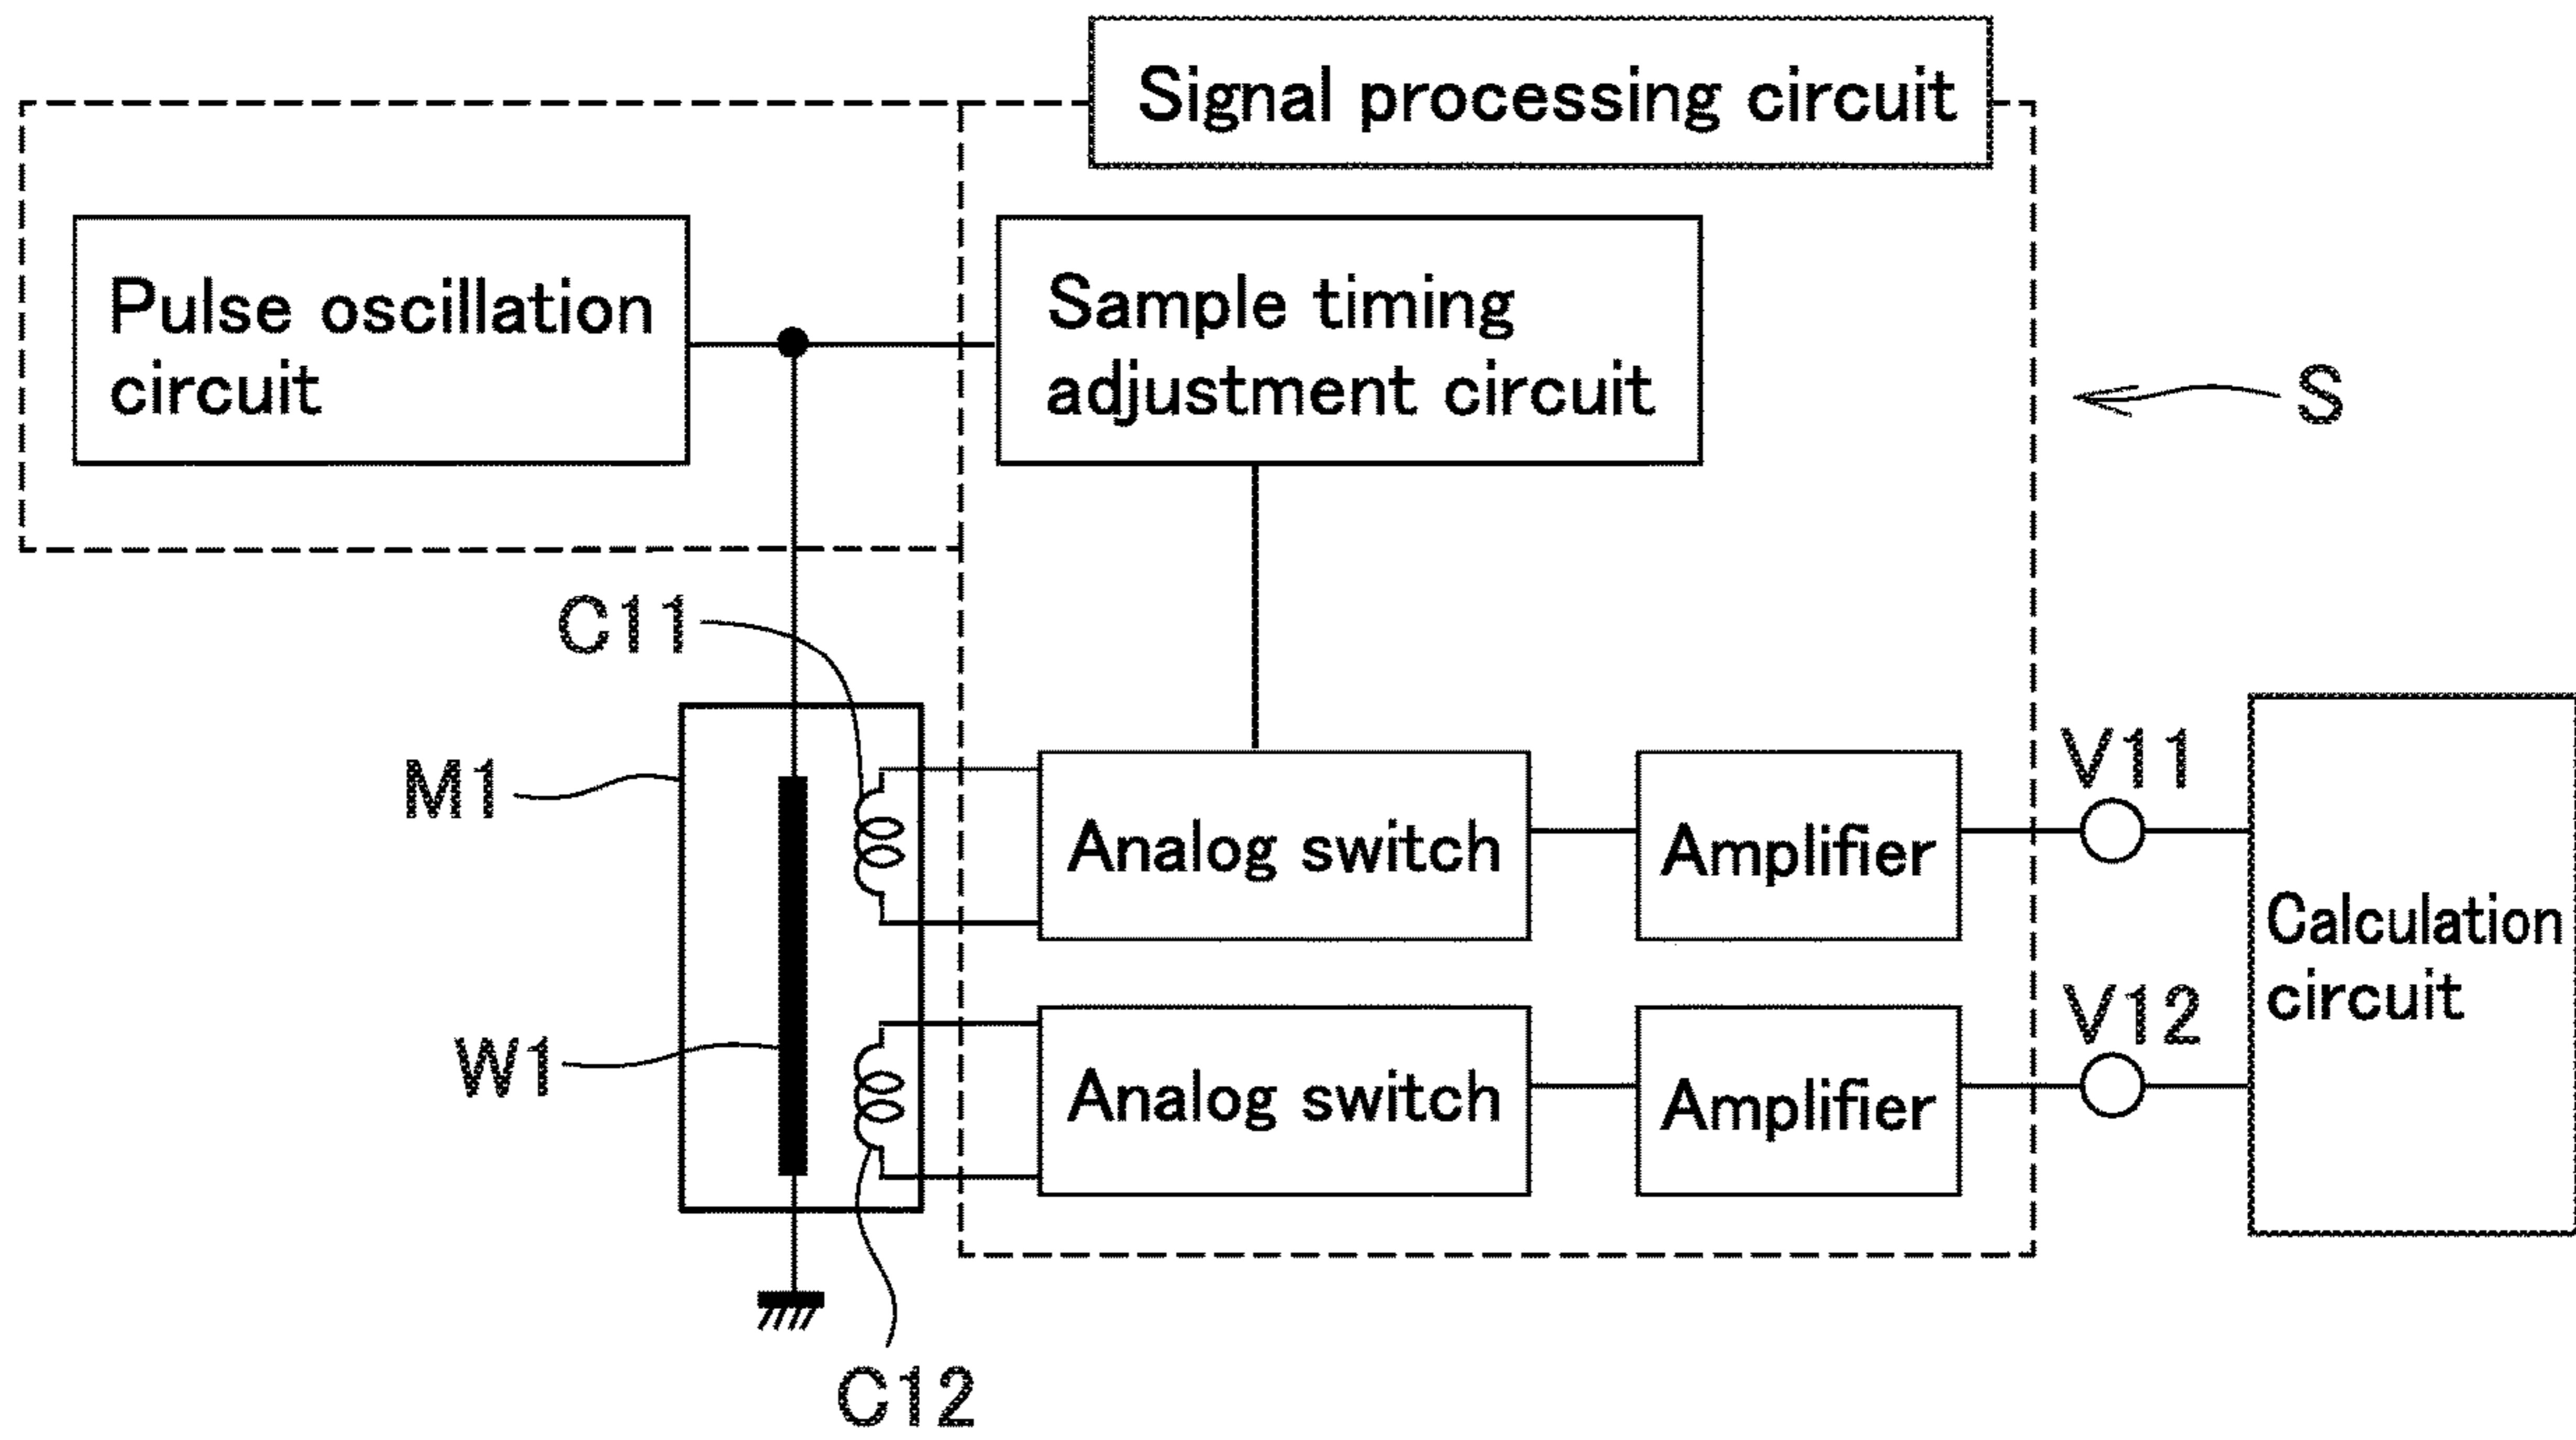 Signal processing circuit
Pulse oscillation
circuit
Sample timing
adjustment circuit
S
C11
M1
W1
C12
Analog switch
Amplifier
V11
Analog switch
Amplifier
V12
Calculation
circuit